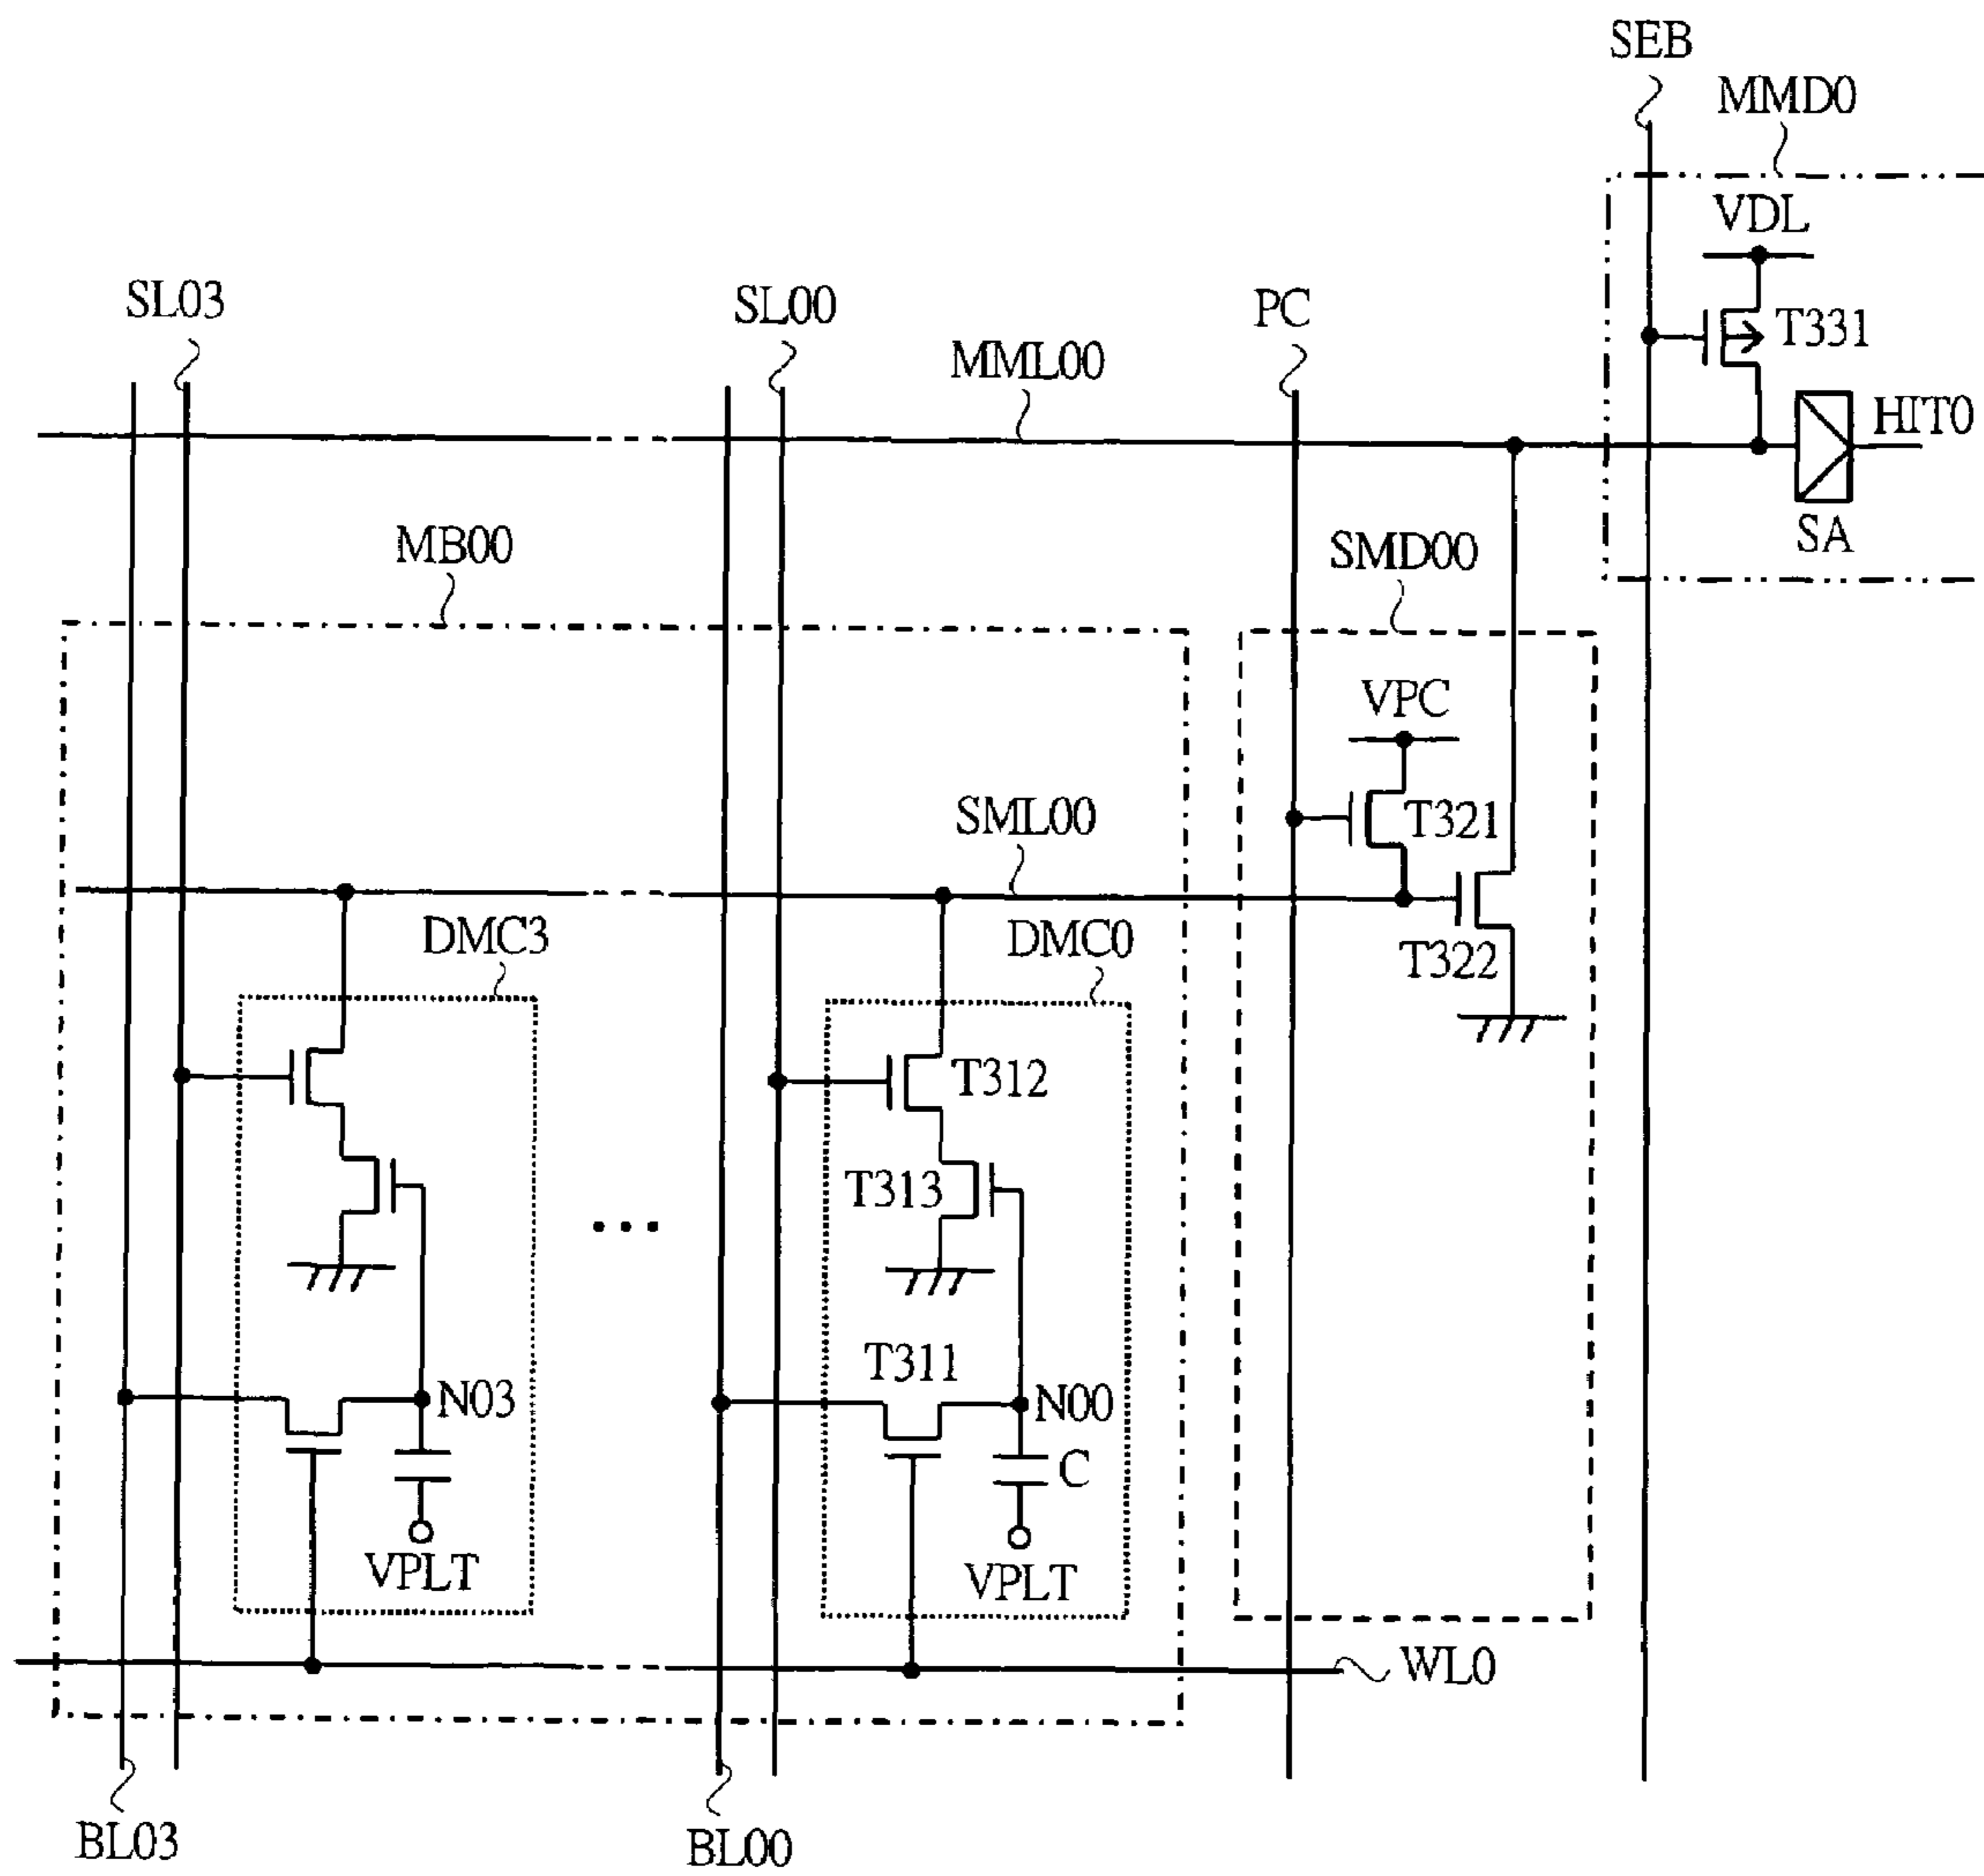 SEB
MMD0
VDL
SL03
SL00
PC
T331
MML00
HIT0
MB00
SMD00
SA
VPC
SML00
T321
DMC3
DMC0
T322
T312
T313
...
T311
N03
N00
C
VPLT
VPLT
WL0
BL03
BL00